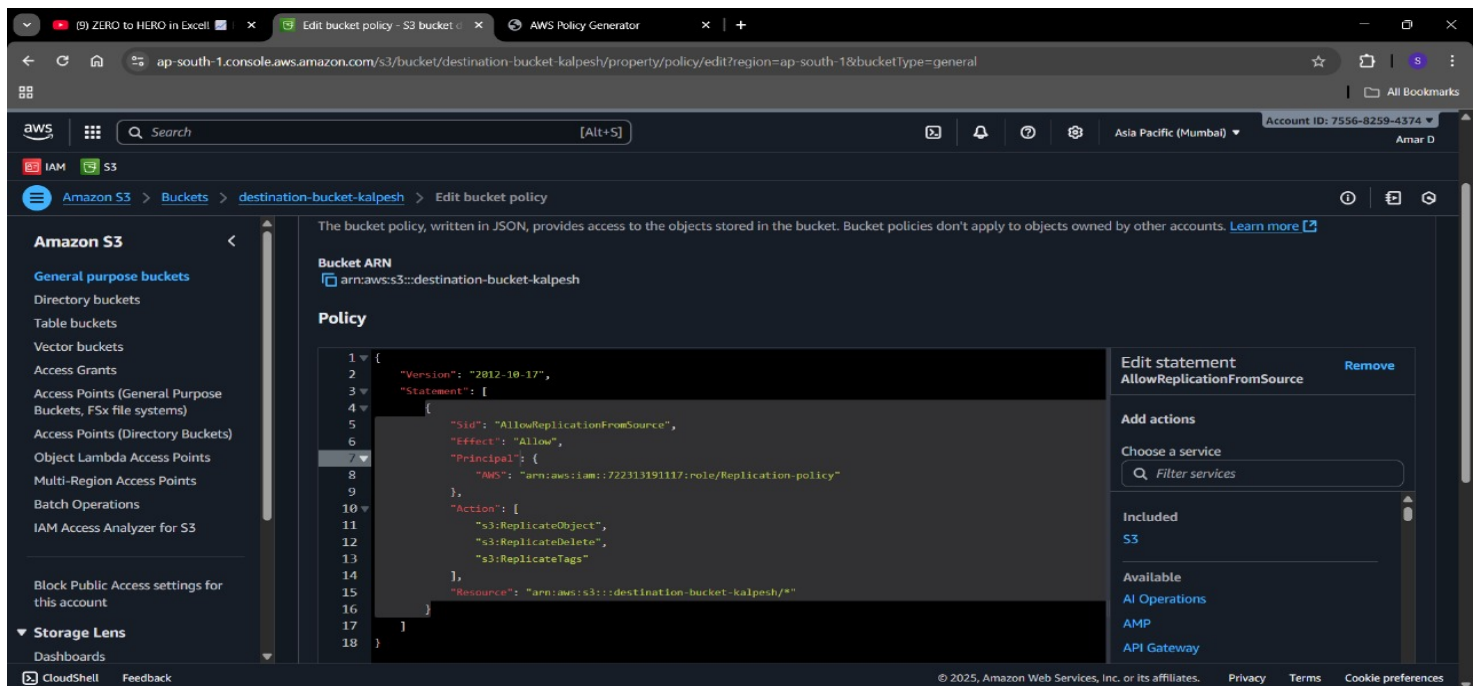 (9) ZERO to HERO in Excell
Edit bucket policy - S3 bucket d
AWS Policy Generator
ap-south-1.console.aws.amazon.com/s3/bucket/destination-bucket-kalpesh/property/policy/edit?region=ap-south-1&bucketType=general
S
All Bookmarks
aws
Search
[Alt+S]
Asia Pacific (Mumbai)
Account ID: 7556-8259-4374
Amar D
IAM
S3
Amazon S3 > Buckets > destination-bucket-kalpesh > Edit bucket policy
Amazon S3
General purpose buckets
Directory buckets
Table buckets
Vector buckets
Access Grants
Access Points (General Purpose
Buckets, FSx file systems)
Access Points (Directory Buckets)
Object Lambda Access Points
Multi-Region Access Points
Batch Operations
IAM Access Analyzer for S3
Block Public Access settings for
this account
Storage Lens
Dashboards
The bucket policy, written in JSON, provides access to the objects stored in the bucket. Bucket policies don't apply to objects owned by other accounts. Learn more
Bucket ARN
arn:aws:s3:::destination-bucket-kalpesh
Policy
1 {
2 "Version": "2012-10-17",
3 "Statement": [
4 {
5 "Sid": "AllowReplicationFromSource",
6 "Effect": "Allow",
7 "Principal": {
8 "AWS": "arn:aws:iam::722313191117:role/Replication-policy"
9 },
10 "Action": [
11 "s3:ReplicateObject",
12 "s3:ReplicateDelete",
13 "s3:ReplicateTags"
14 ],
15 "Resource": "arn:aws:s3:::destination-bucket-kalpesh/*"
16 }
17 ]
18 }
Edit statement
Remove
AllowReplicationFromSource
Add actions
Choose a service
Filter services
Included
S3
Available
AI Operations
AMP
API Gateway
CloudShell
Feedback
© 2025, Amazon Web Services, Inc. or its affiliates.
Privacy
Terms
Cookie preferences